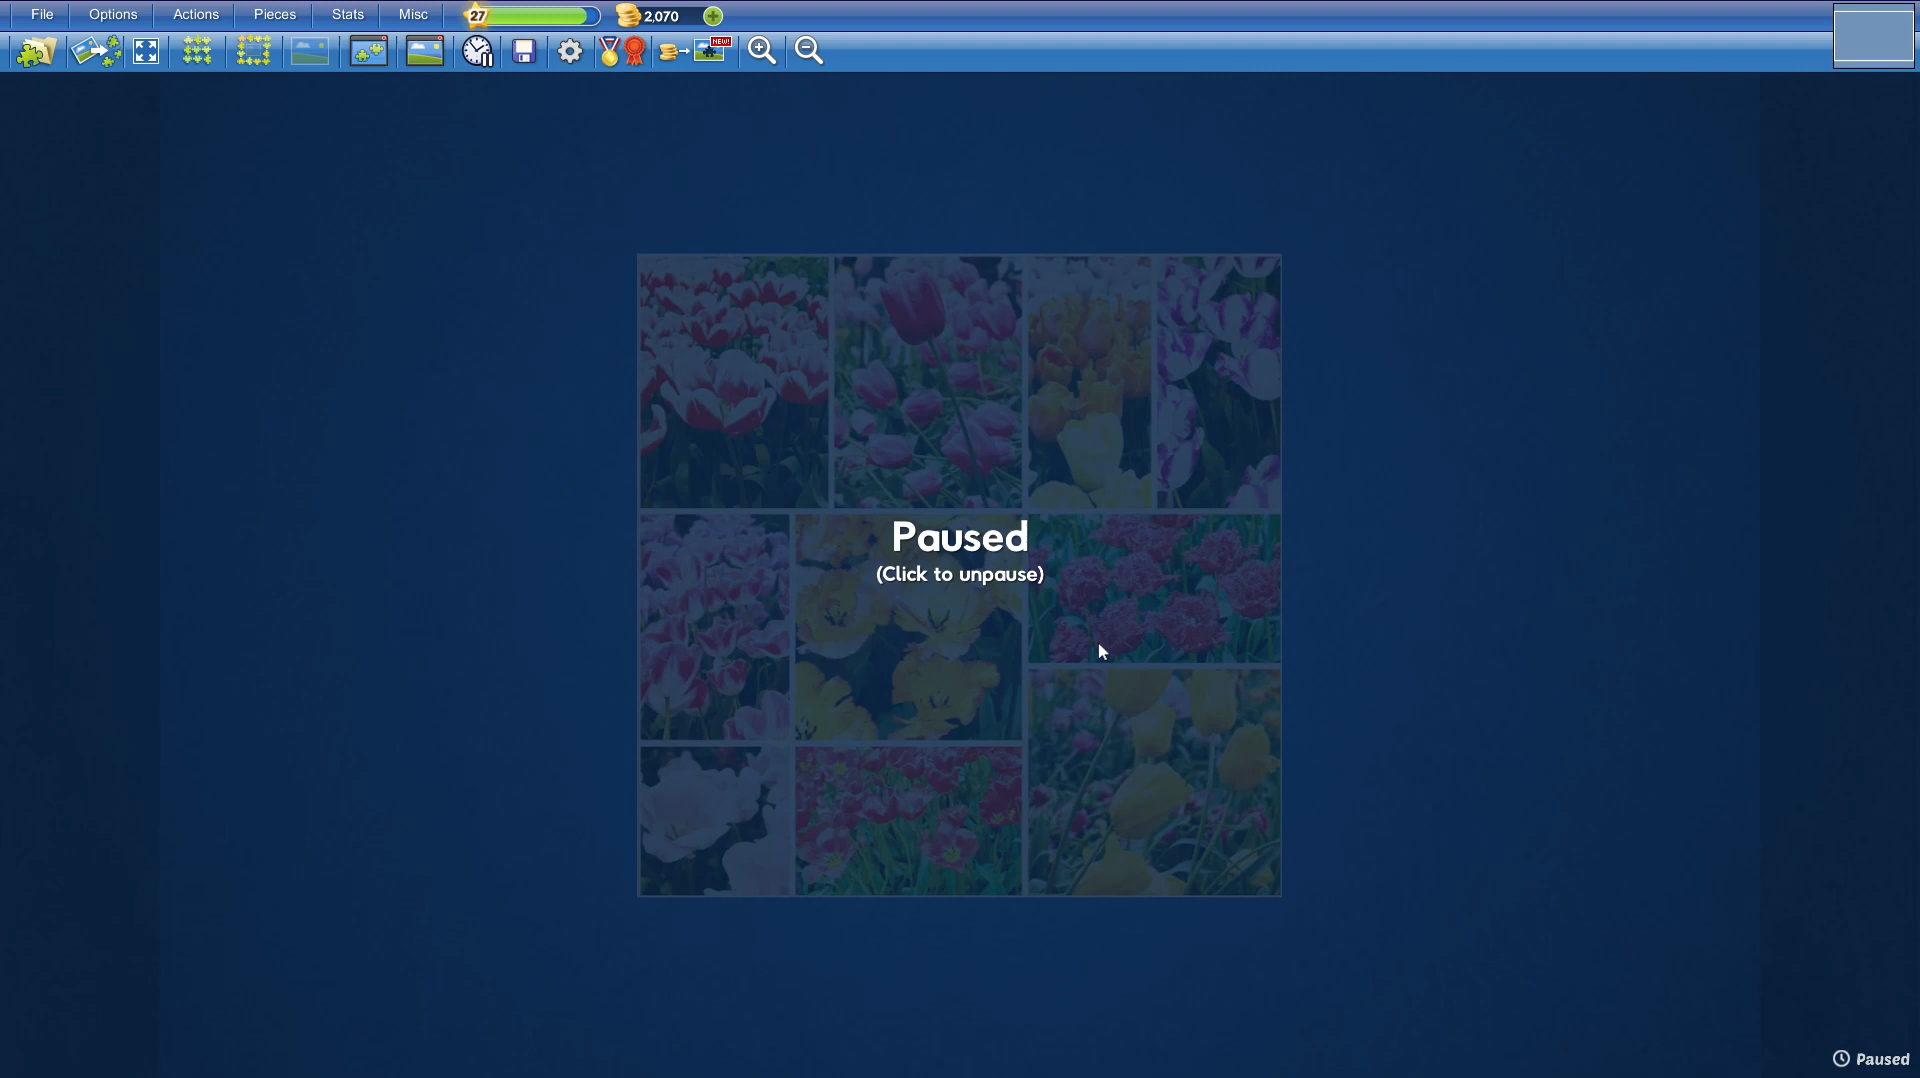 File Options Actions Pieces Stats Misc 27 2,070
NEW!
Paused
(Click to unpause)
Paused